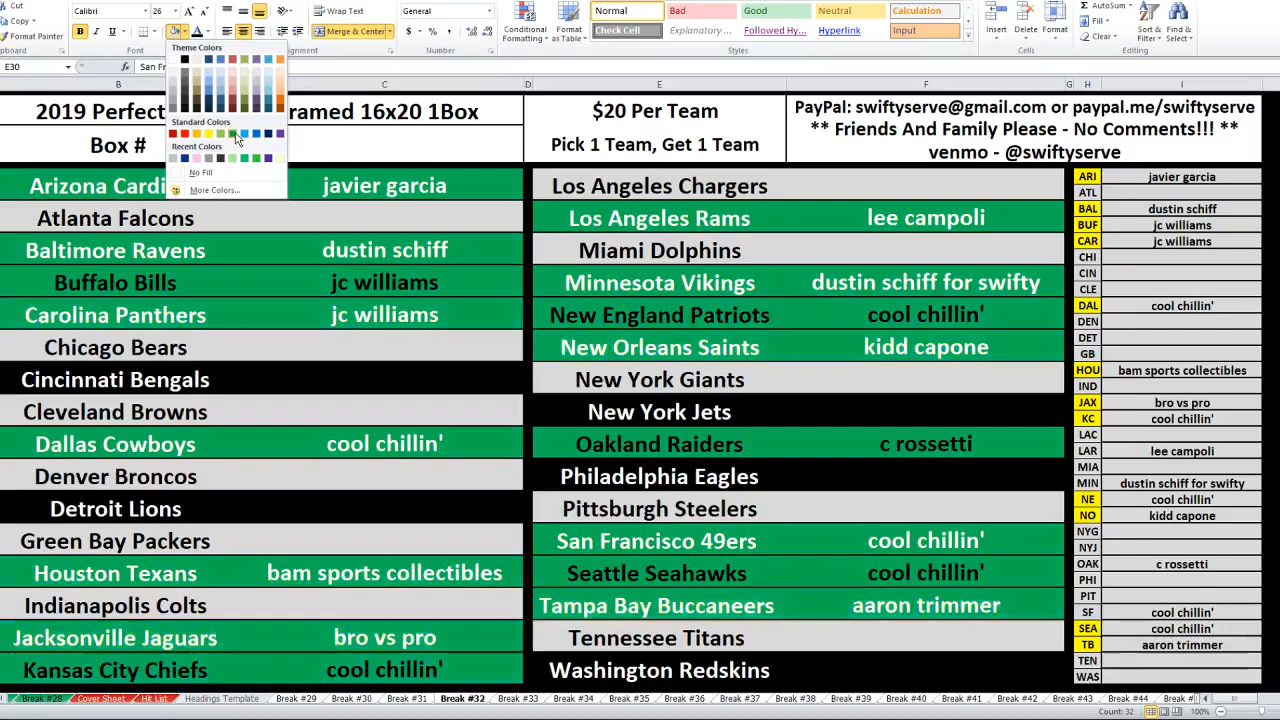 Cut
Copy
Format Painter
Calibri 26
B I U
Wrap Text
Merge & Center
General
$ % ,
Conditional Formatting
Format as Table
Normal Bad Good Neutral Calculation
Check Cell Explanatory... Followed Hy... Hyperlink Input
Insert Delete Format
AutoSum
Fill
Clear
Sort & Filter
Find & Select
Font Number Styles Cells Editing
E30
Theme Colors
Standard Colors
Recent Colors
No Fill
More Colors...
B C D E F G H I
2019 Perfect
16x20 1Box
$20 Per Team
PayPal: swiftyserve@gmail.com or paypal.me/swiftyserve
Box #
Pick 1 Team, Get 1 Team
** Friends And Family Please - No Comments!!! **
venmo - @swiftyserve
Arizona Cardi javier garcia
Atlanta Falcons
Baltimore Ravens dustin schiff
Buffalo Bills jc williams
Carolina Panthers jc williams
Chicago Bears
Cincinnati Bengals
Cleveland Browns
Dallas Cowboys cool chillin'
Denver Broncos
Detroit Lions
Green Bay Packers
Houston Texans bam sports collectibles
Indianapolis Colts
Jacksonville Jaguars bro vs pro
Kansas City Chiefs cool chillin'
Los Angeles Chargers
Los Angeles Rams lee campoli
Miami Dolphins
Minnesota Vikings dustin schiff for swifty
New England Patriots cool chillin'
New Orleans Saints kidd capone
New York Giants
New York Jets
Oakland Raiders c rossetti
Philadelphia Eagles
Pittsburgh Steelers
San Francisco 49ers cool chillin'
Seattle Seahawks cool chillin'
Tampa Bay Buccaneers aaron trimmer
Tennessee Titans
Washington Redskins
ARI javier garcia
ATL
BAL dustin schiff
BUF jc williams
CAR jc williams
CHI
CIN
CLE
DAL cool chillin'
DEN
DET
GB
HOU bam sports collectibles
IND
JAX bro vs pro
KC cool chillin'
LAC
LAR lee campoli
MIA
MIN dustin schiff for swifty
NE cool chillin'
NO kidd capone
NYG
NYJ
OAK c rossetti
PHI
PIT
SF cool chillin'
SEA cool chillin'
TB aaron trimmer
TEN
WAS
Break #28 Cover Sheet Hit List Headings Template Break #29 Break #30 Break #31 Break #32 Break #33 Break #34 Break #35 Break #36 Break #37 Break #38 Break #39 Break #40 Break #41 Break #42 Break #43 Break #44 Break #
Count: 32 100%